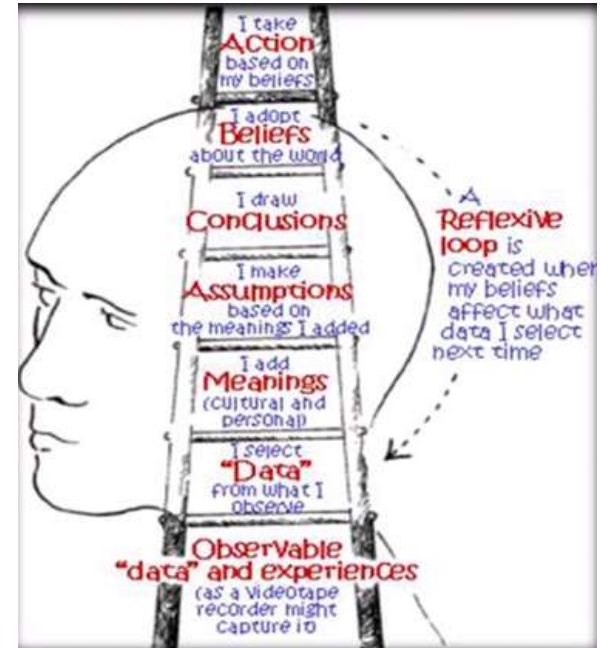 I take
Action
based on
my beliefs
I adopt
Beliefs
about the world
I draw
Conclusions
I make
Assumptions
based on
the meanings I added
I add
Meanings
(cultural and
personal)
I select
"Data"
from what I
observe
Observable
"data" and experiences
(as a videotape
recorder might
capture it)
A
Reflexive
loop is
created when
my beliefs
affect what
data I select
next time